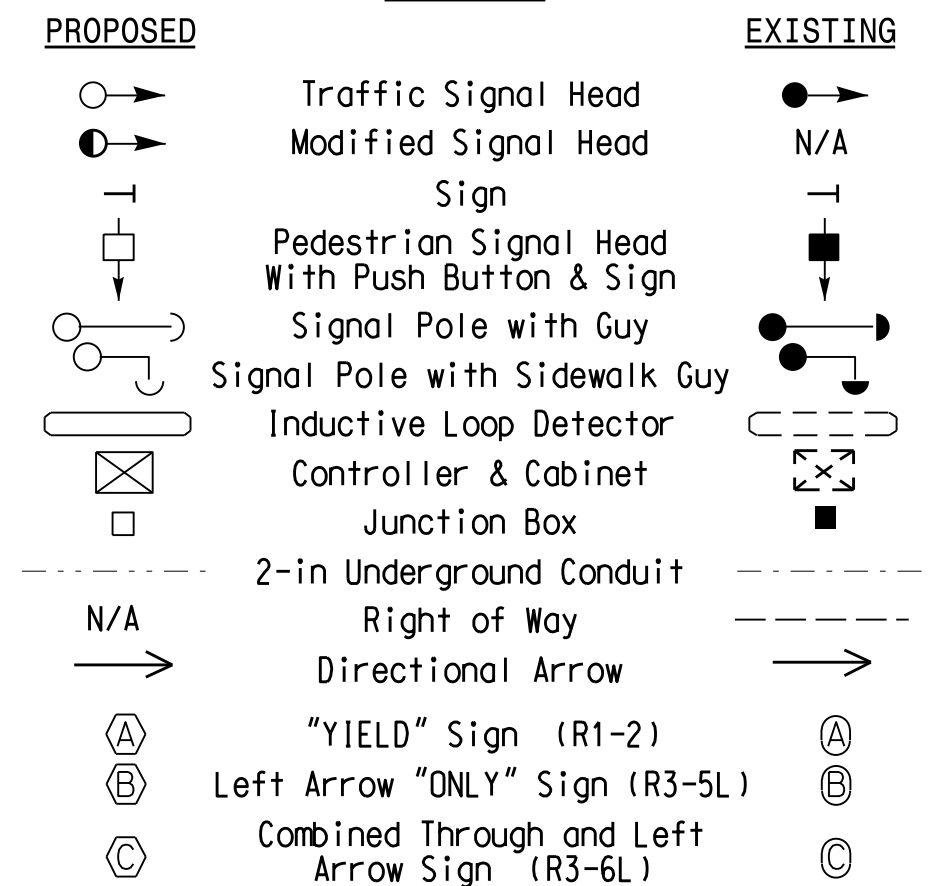 PROPOSED EXISTING
Traffic Signal Head
Modified Signal Head N/A
Sign
Pedestrian Signal Head
With Push Button & Sign
Signal Pole with Guy
Signal Pole with Sidewalk Guy
Inductive Loop Detector
Controller & Cabinet
Junction Box
2-in Underground Conduit
N/A Right of Way
Directional Arrow
A "YIELD" Sign (R1-2) A
B Left Arrow "ONLY" Sign (R3-5L) B
Combined Through and Left
C Arrow Sign (R3-6L) C